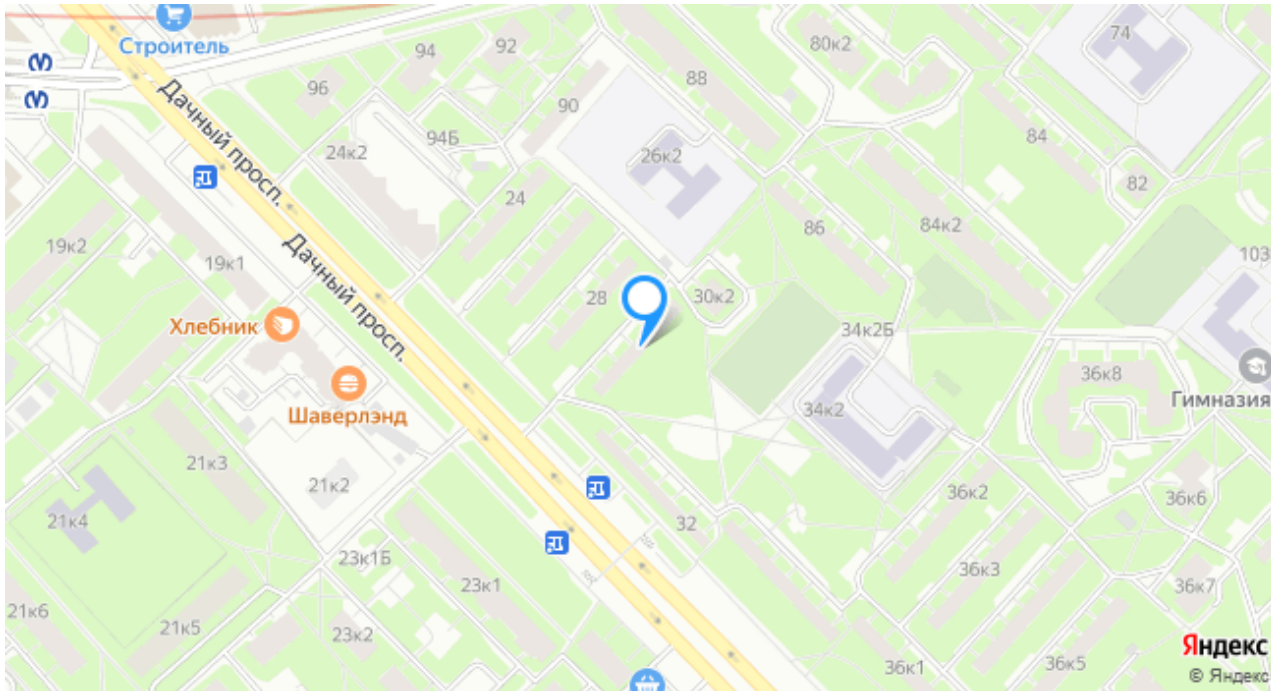 Строитель
94
92
80к2
74
96
90
88
Дачный просп.
24к2
94Б
26к2
84
82
24
86
84к2
19к2
19к1
Дачный просп.
103
28
30к2
Хлебник
34к2Б
36к8
Шаверлэнд
34к2
Гимназия
21к3
21к2
36к2
36к6
21к4
32
23к1Б
36к3
23к1
36к7
21к6
21к5
23к2
36к1
36к5
Яндекс
© Яндекс